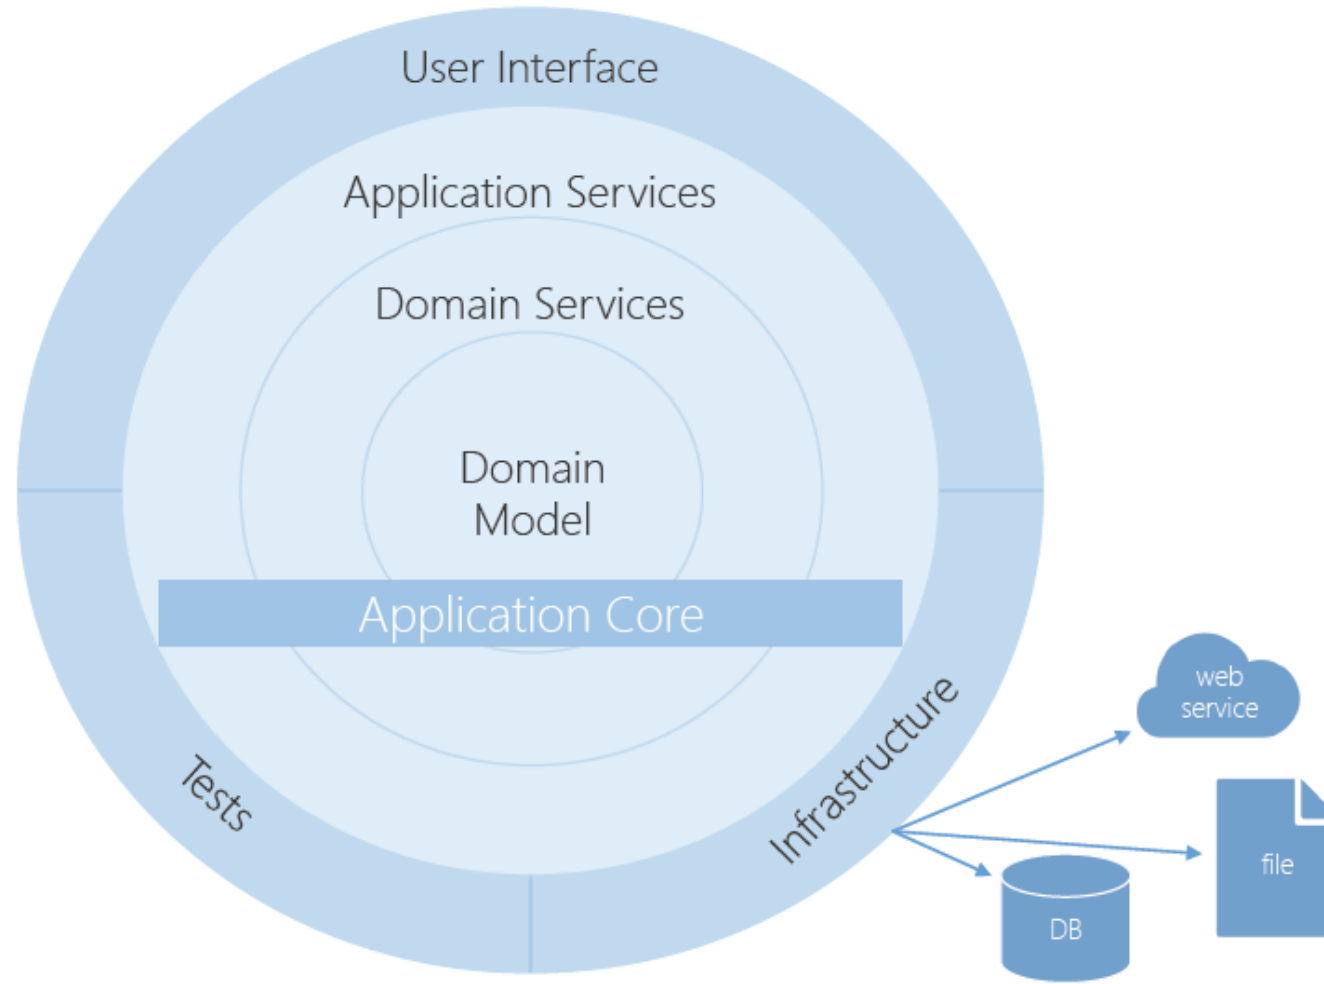 User Interface
Application Services
Domain Services
Domain
Model
Application Core
Tests
Infrastructure
web
service
file
DB